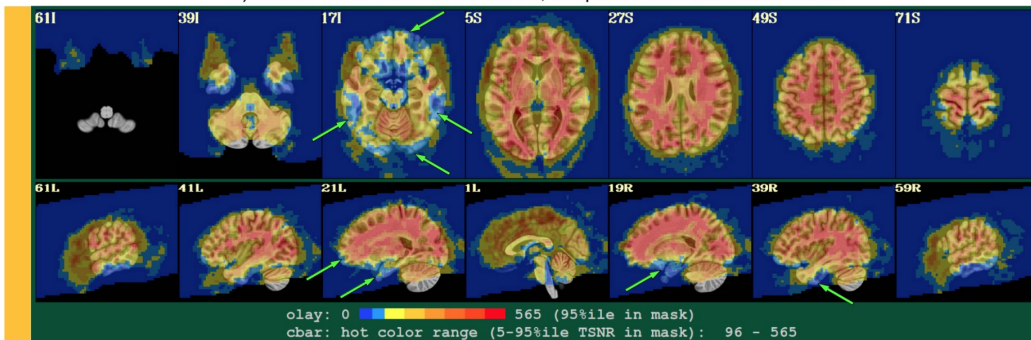 61I 39I 17I 5S 27S 49S 71S
61L 41L 21L 1L 19R 39R 59R
olay: 0 565 (95%ile in mask)
cbar: hot color range (5-95%ile TSNR in mask): 96 - 565